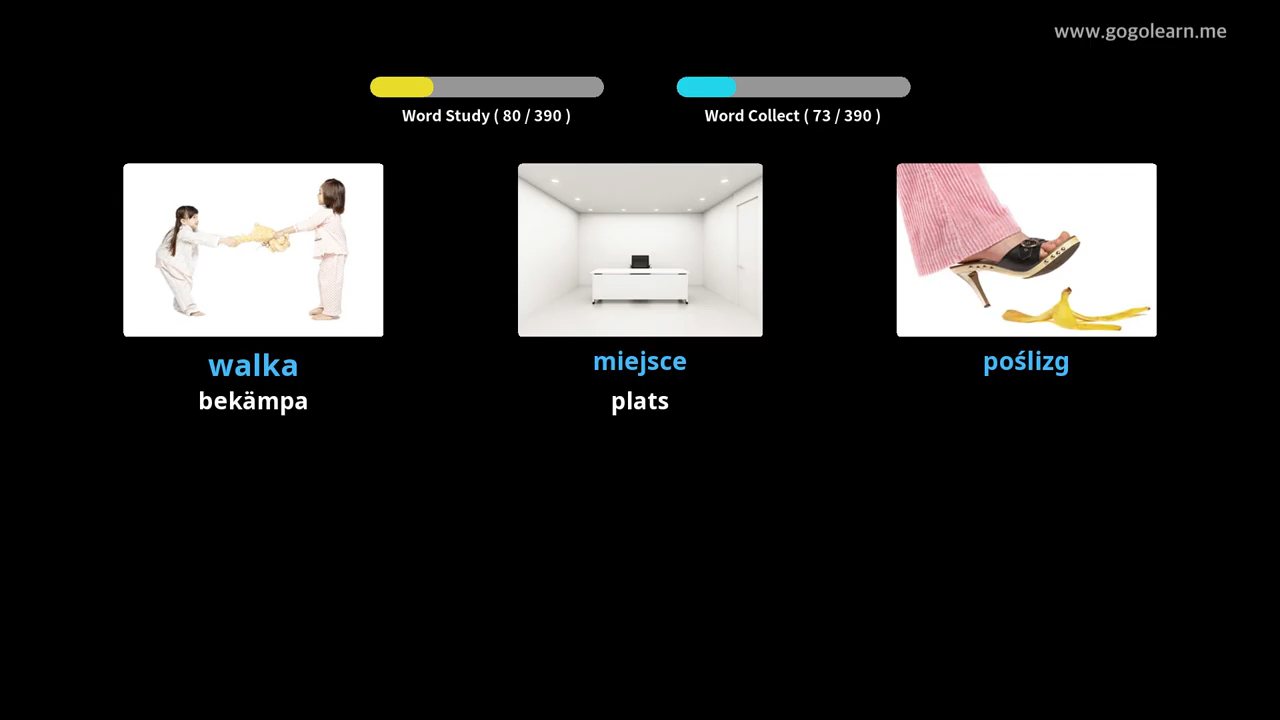 www.gogolearn.me
Word Study ( 80 / 390 )
Word Collect ( 73 / 390 )
walka
miejsce
poślizg
bekämpa
plats